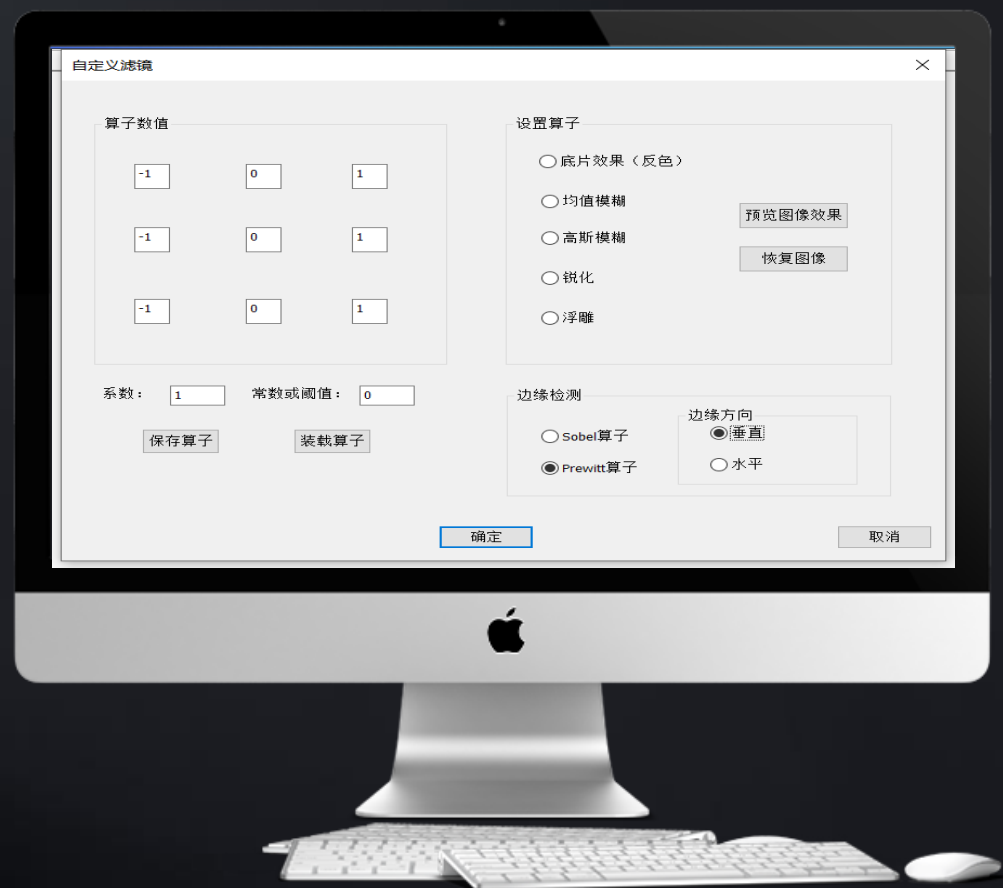 自定义滤镜
算子数值
-1 0 1
-1 0 1
-1 0 1
系数： 1 常数或阈值： 0
保存算子 装载算子
设置算子
底片效果（反色）
均值模糊
高斯模糊
锐化
浮雕
预览图像效果
恢复图像
边缘检测
Sobel算子
Prewitt算子
边缘方向
垂直
水平
确定 取消